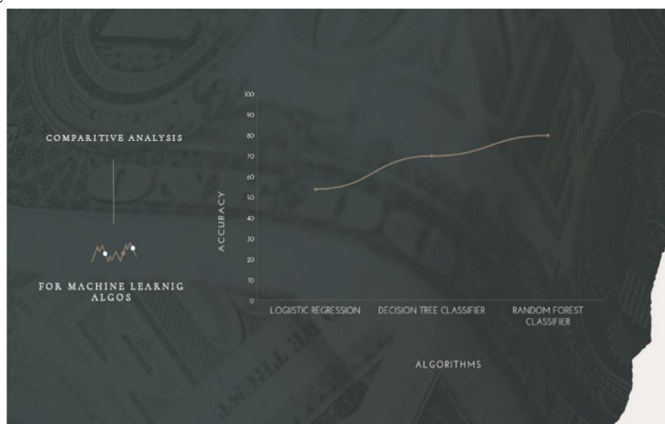 COMPARITIVE ANALYSIS
FOR MACHINE LEARNIG
ALGOS
ACCURACY
100
90
80
70
60
50
40
30
20
10
0
LOGIISTIC REGRESSION
DECISION TREE CLASSIFIER
RANDOM FOREST
CLASSIFIER
ALGORITHMS